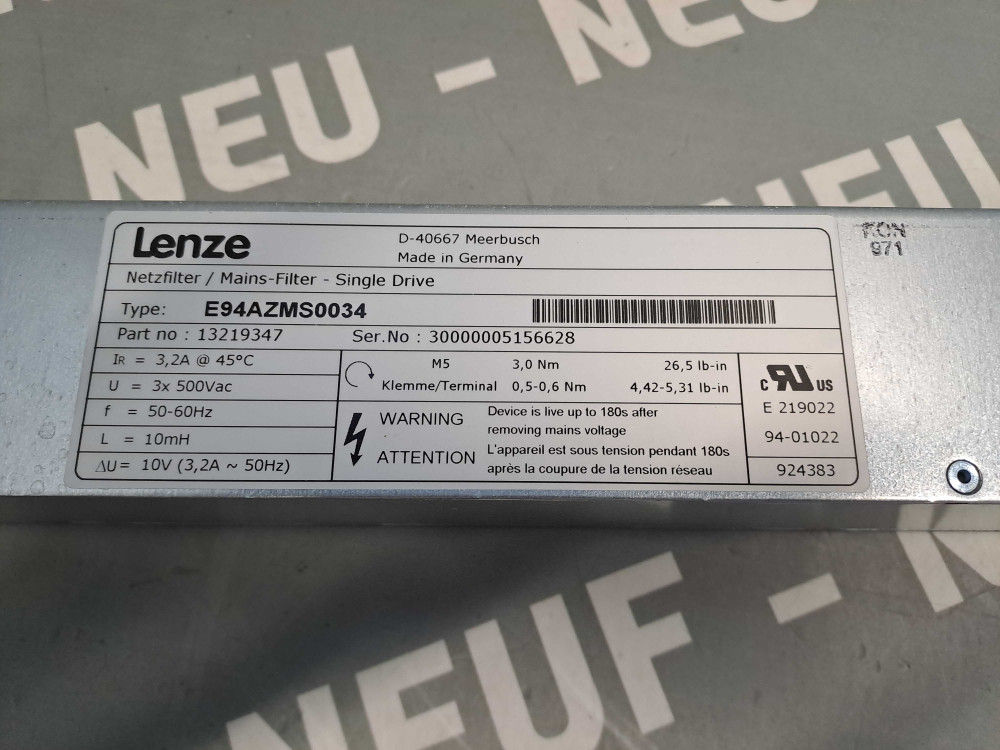 NEU - NEU
NEU
Lenze
D-40667 Meerbusch
Made in Germany
KON
971
Netzfilter / Mains-Filter - Single Drive
Type: E94AZMS0034
Part no : 13219347 Ser.No : 30000005156628
IR = 3,2A @ 45°C
U = 3x 500Vac
f = 50-60Hz
L = 10mH
ΔU = 10V (3,2A ~ 50Hz)
M5 3,0 Nm 26,5 lb-in
Klemme/Terminal 0,5-0,6 Nm 4,42-5,31 lb-in
WARNING Device is live up to 180s after
removing mains voltage
ATTENTION L'appareil est sous tension pendant 180s
après la coupure de la tension réseau
c RU US
E 219022
94-01022
924383
NEUF -